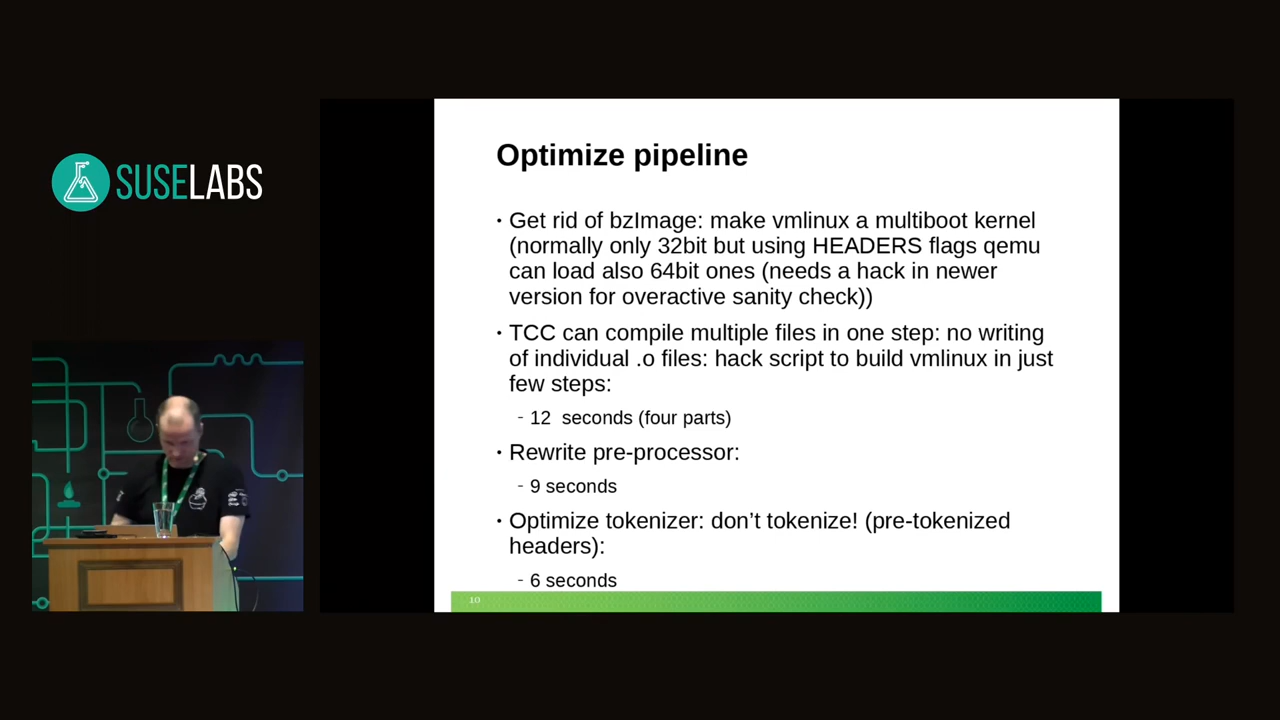 SUSELABS
Optimize pipeline
• Get rid of bzImage: make vmlinux a multiboot kernel
(normally only 32bit but using HEADERS flags qemu
can load also 64bit ones (needs a hack in newer
version for overactive sanity check))
• TCC can compile multiple files in one step: no writing
of individual .o files: hack script to build vmlinux in just
few steps:
- 12  seconds (four parts)
• Rewrite pre-processor:
- 9 seconds
• Optimize tokenizer: don’t tokenize! (pre-tokenized
headers):
- 6 seconds
10